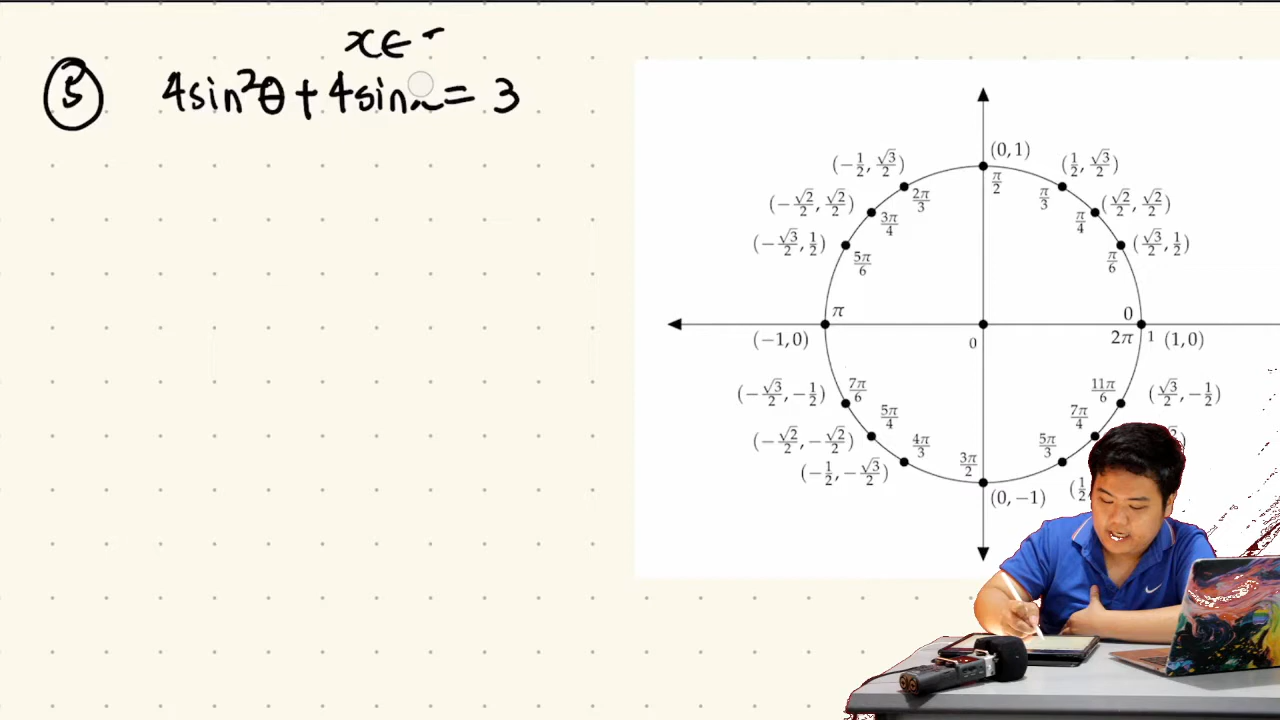 x∈
③ 4sin²θ + 4sin = 3
(0, 1)
π/2
(−1/2, √3/2)
2π/3
(1/2, √3/2)
π/3
(−√2/2, √2/2)
3π/4
(√2/2, √2/2)
π/4
(−√3/2, 1/2)
5π/6
(√3/2, 1/2)
π/6
π
(−1, 0)
0
0
2π
1
(1, 0)
(−√3/2, −1/2)
7π/6
11π/6
(√3/2, −1/2)
(−√2/2, −√2/2)
5π/4
7π/4
(−1/2, −√3/2)
4π/3
3π/2
5π/3
(0, −1)
(1/2,